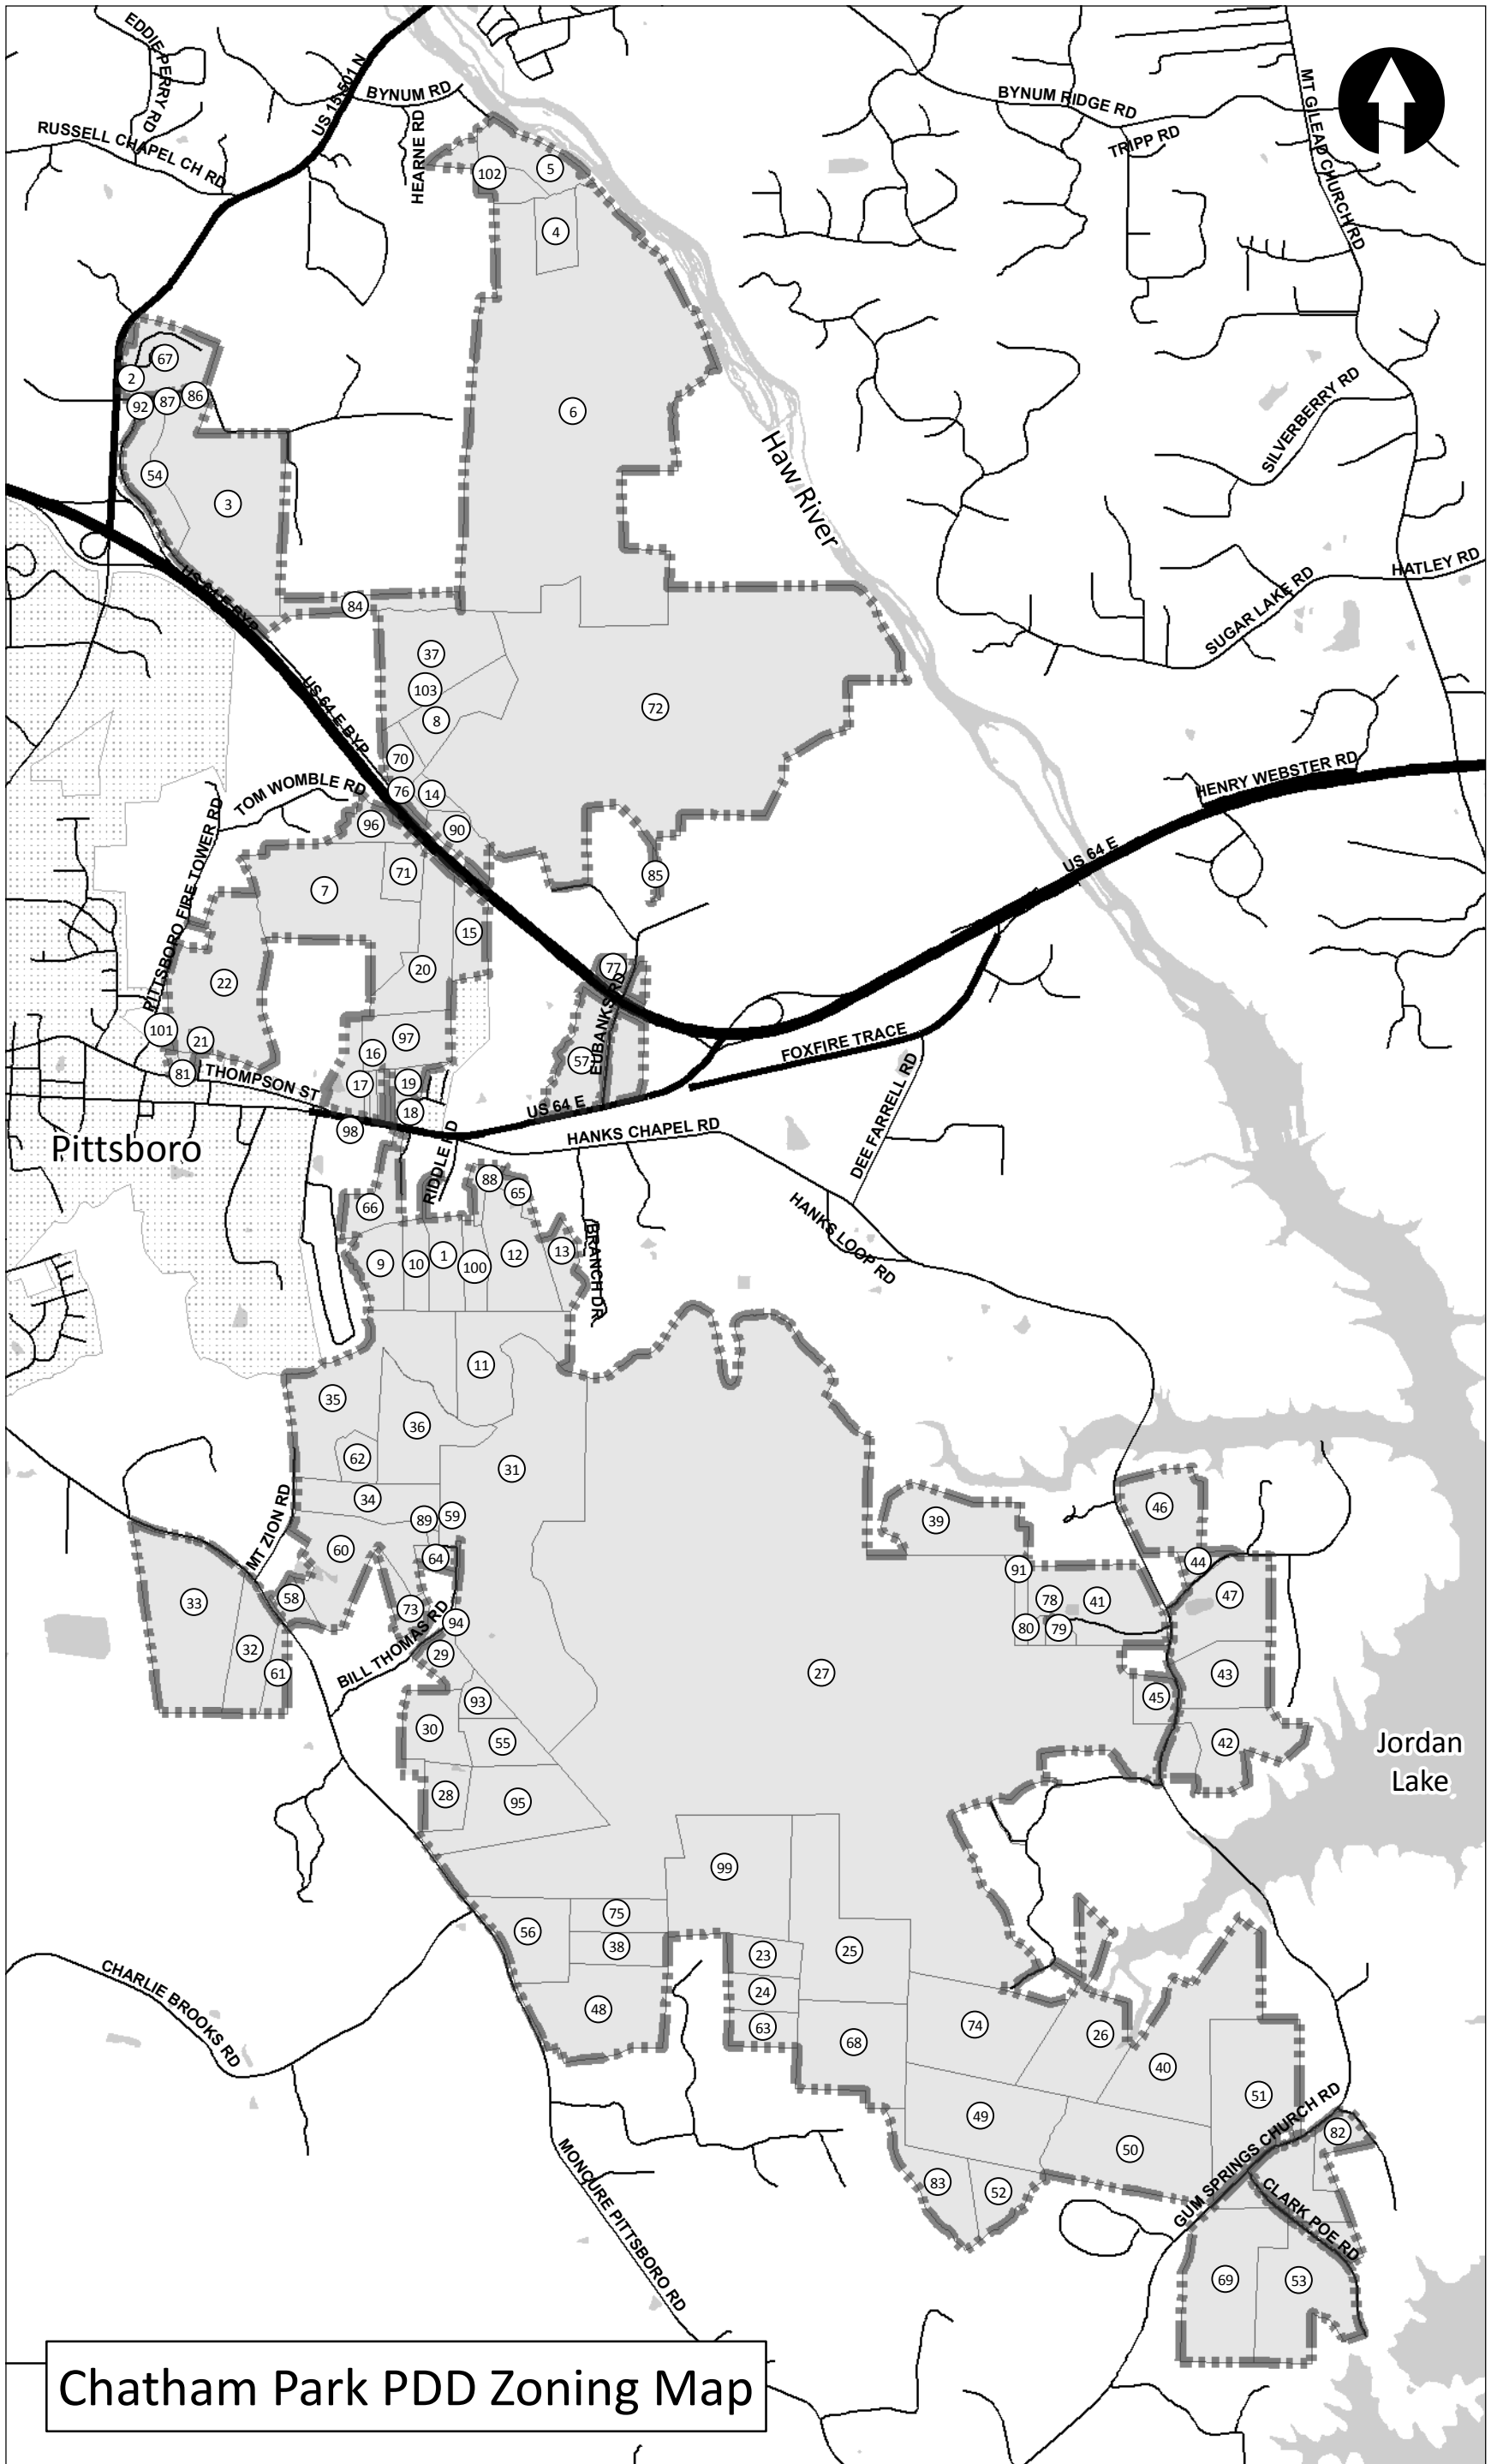 EDDIE PERRY RD
US 15-501 N
BYNUM RD
HEARNE RD
RUSSELL CHAPEL CH RD
BYNUM RIDGE RD
TRIPP RD
MT GILEAD CHURCH RD
102
5
4
67
2
92
87
86
6
54
3
Haw River
SILVERBERRY RD
HATLEY RD
SUGAR LAKE RD
US 64 E BYP
84
37
103
8
72
US 64 E BYP
70
76
14
TOM WOMBLE RD
96
90
HENRY WEBSTER RD
PITTSBORO FIRE TOWER RD
7
71
85
US 64 E
15
22
20
77
EUBANKS RD
101
21
97
16
57
FOXFIRE TRACE
81
THOMPSON ST
17
19
18
US 64 E
DEE FARRELL RD
98
HANKS CHAPEL RD
Pittsboro
RIDDLE RD
88
65
66
HANKS LOOP RD
9
10
1
100
12
13
BRANCH DR
11
35
36
62
31
34
89
59
39
46
MT ZION RD
60
64
91
44
33
58
73
94
78
41
47
80
79
32
61
BILL THOMAS RD
29
27
43
93
45
30
55
42
Jordan
Lake
28
95
99
56
75
38
23
25
24
48
63
68
74
26
40
CHARLIE BROOKS RD
49
51
50
82
GUM SPRINGS CHURCH RD
83
52
CLARK POE RD
MONCURE PITTSBORO RD
69
53
Chatham Park PDD Zoning Map